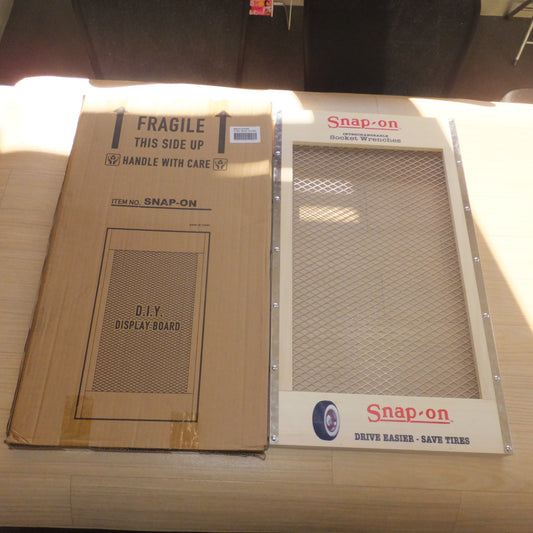 FRAGILE
THIS SIDE UP
HANDLE WITH CARE
ITEM NO. SNAP-ON
D.I.Y.
DISPLAY BOARD
Snap-on
INTERCHANGEABLE
Socket Wrenches
Snap-on
DRIVE EASIER - SAVE TIRES